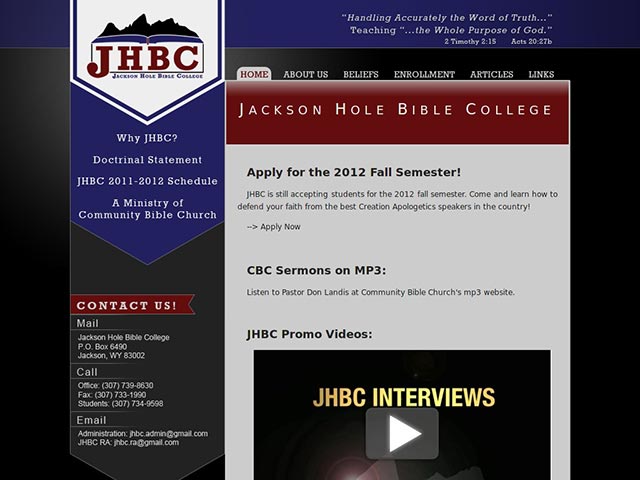 JHBC
JACKSON HOLE BIBLE COLLEGE
"Handling Accurately the Word of Truth..."
Teaching "...the Whole Purpose of God."
2 Timothy 2:15 Acts 20:27b
HOME ABOUT US BELIEFS ENROLLMENT ARTICLES LINKS
JACKSON HOLE BIBLE COLLEGE
Why JHBC?
Doctrinal Statement
JHBC 2011-2012 Schedule
A Ministry of
Community Bible Church
CONTACT US!
Mail
Jackson Hole Bible College
P.O. Box 6490
Jackson, WY 83002
Call
Office: (307) 739-8630
Fax: (307) 733-1990
Students: (307) 734-9598
Email
Administration: jhbc.admin@gmail.com
JHBC RA: jhbc.ra@gmail.com
Apply for the 2012 Fall Semester!
JHBC is still accepting students for the 2012 fall semester. Come and learn how to
defend your faith from the best Creation Apologetics speakers in the country!
--> Apply Now
CBC Sermons on MP3:
Listen to Pastor Don Landis at Community Bible Church's mp3 website.
JHBC Promo Videos:
JHBC INTERVIEWS